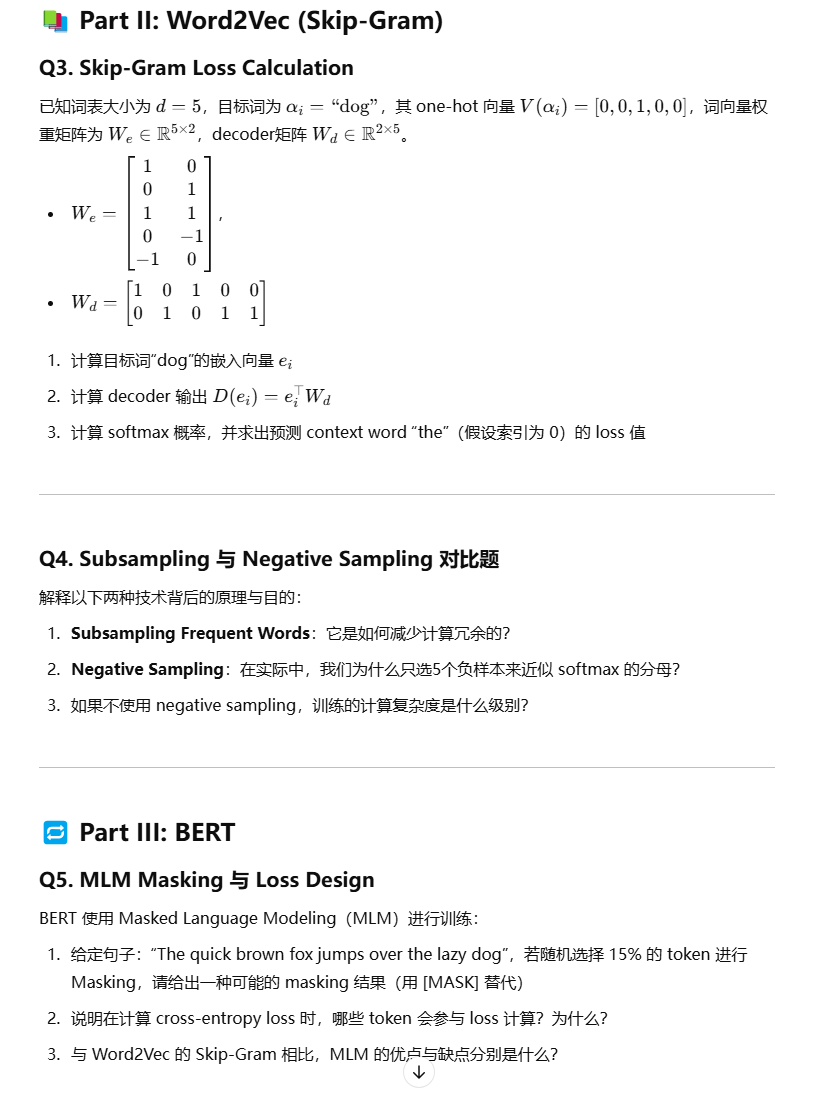 📚 Part II: Word2Vec (Skip-Gram)
Q3. Skip-Gram Loss Calculation
已知词表大小为 d = 5，目标词为 αᵢ = “dog”，其 one-hot 向量 V(αᵢ) = [0, 0, 1, 0, 0]，词向量权
重矩阵为 Wₑ ∈ ℝ⁵ˣ²，decoder矩阵 W_d ∈ ℝ²ˣ⁵。
• Wₑ = [1 0
0 1
1 1
0 −1
−1 0],
• W_d = [1 0 1 0 0
0 1 0 1 1]
1. 计算目标词“dog”的嵌入向量 eᵢ
2. 计算 decoder 输出 D(eᵢ) = eᵢ^⊤ W_d
3. 计算 softmax 概率，并求出预测 context word “the”（假设索引为 0）的 loss 值
Q4. Subsampling 与 Negative Sampling 对比题
解释以下两种技术背后的原理与目的：
1. Subsampling Frequent Words：它是如何减少计算冗余的？
2. Negative Sampling：在实际中，我们为什么只选5个负样本来近似 softmax 的分母？
3. 如果不使用 negative sampling，训练的计算复杂度是什么级别？
🔁 Part III: BERT
Q5. MLM Masking 与 Loss Design
BERT 使用 Masked Language Modeling（MLM）进行训练：
1. 给定句子：“The quick brown fox jumps over the lazy dog”，若随机选择 15% 的 token 进行
Masking，请给出一种可能的 masking 结果（用 [MASK] 替代）
2. 说明在计算 cross-entropy loss 时，哪些 token 会参与 loss 计算？为什么？
3. 与 Word2Vec 的 Skip-Gram 相比，MLM 的优点与缺点分别是什么？